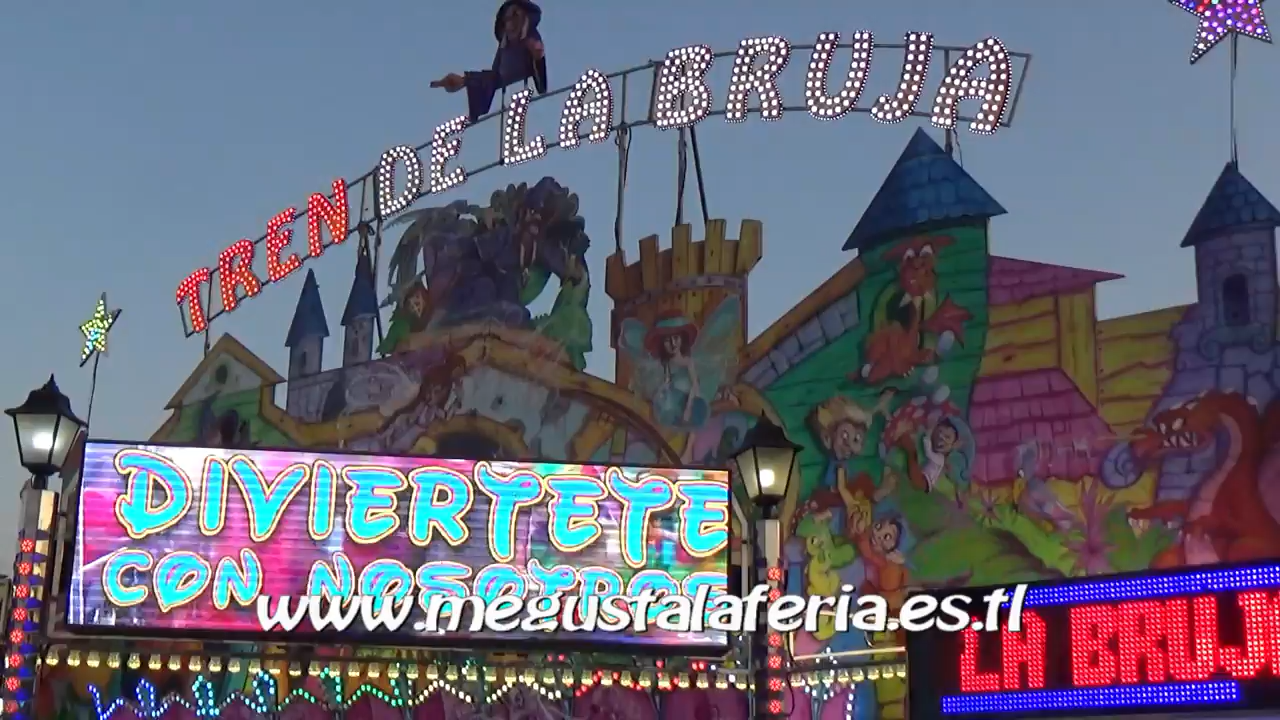 TREN DE LA BRUJA
DIVIERTETE
CON NOSOTROS
www.megustalaferia.es.tl
LA BRUJ